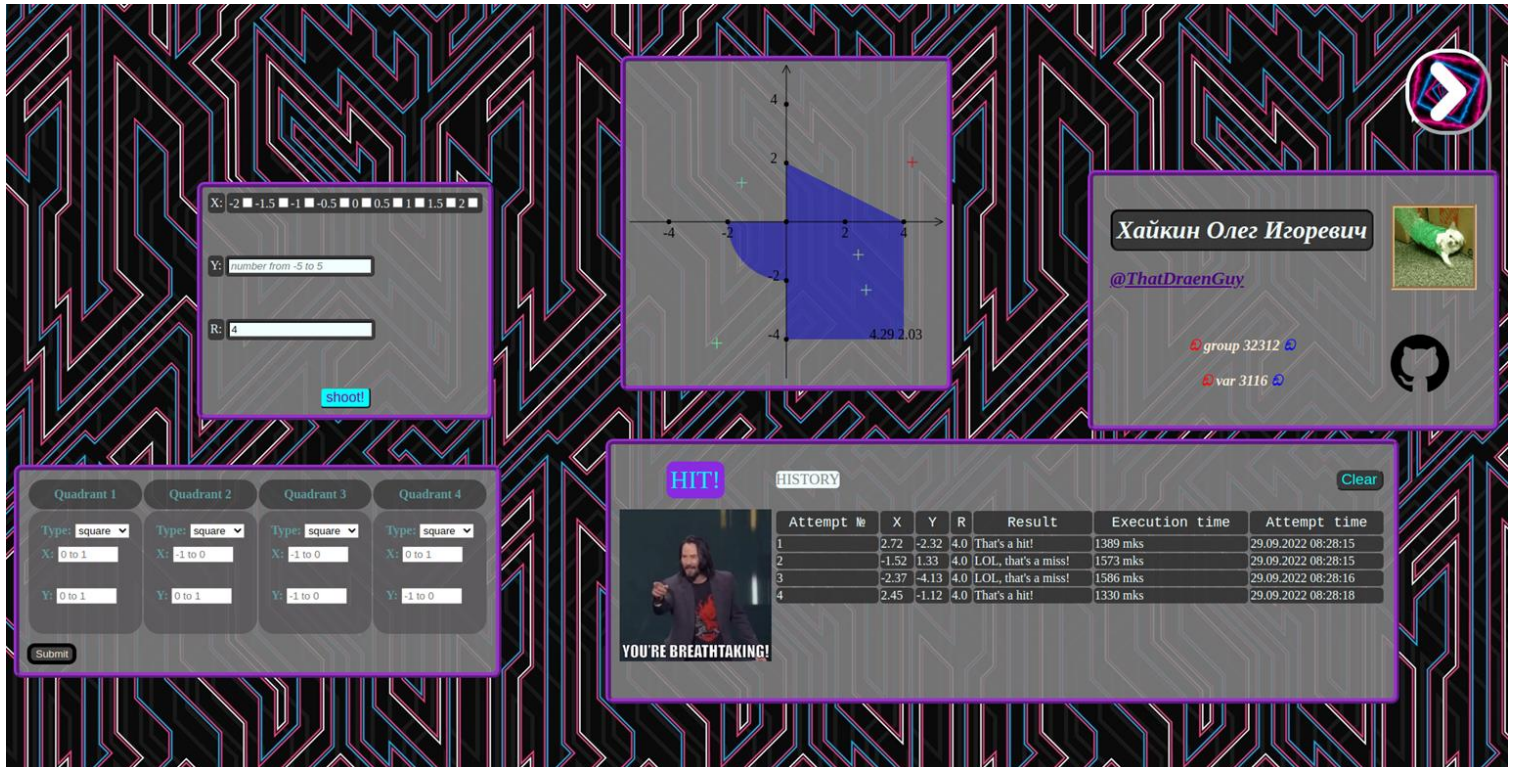 4
2
-4
-2
2
4
-2
-4
4.29 2.03
X: -2 -1.5 -1 -0.5 0 0.5 1 1.5 2
Y: number from -5 to 5
R: 4
shoot!
Хайкин Олег Игоревич
@ThatDraenGuy
group 32312
var 3116
Quadrant 1 Quadrant 2 Quadrant 3 Quadrant 4
Type: square Type: square Type: square Type: square
X: 0 to 1 X: -1 to 0 X: -1 to 0 X: 0 to 1
Y: 0 to 1 Y: 0 to 1 Y: -1 to 0 Y: -1 to 0
Submit
HIT! HISTORY Clear
Attempt № X Y R Result Execution time Attempt time
1 2.72 -2.32 4.0 That's a hit! 1389 mks 29.09.2022 08:28:15
2 -1.52 1.33 4.0 LOL, that's a miss! 1573 mks 29.09.2022 08:28:15
3 -2.37 -4.13 4.0 LOL, that's a miss! 1586 mks 29.09.2022 08:28:16
4 2.45 -1.12 4.0 That's a hit! 1330 mks 29.09.2022 08:28:18
YOU'RE BREATHTAKING!